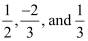 1/2, -2/3, and 1/3